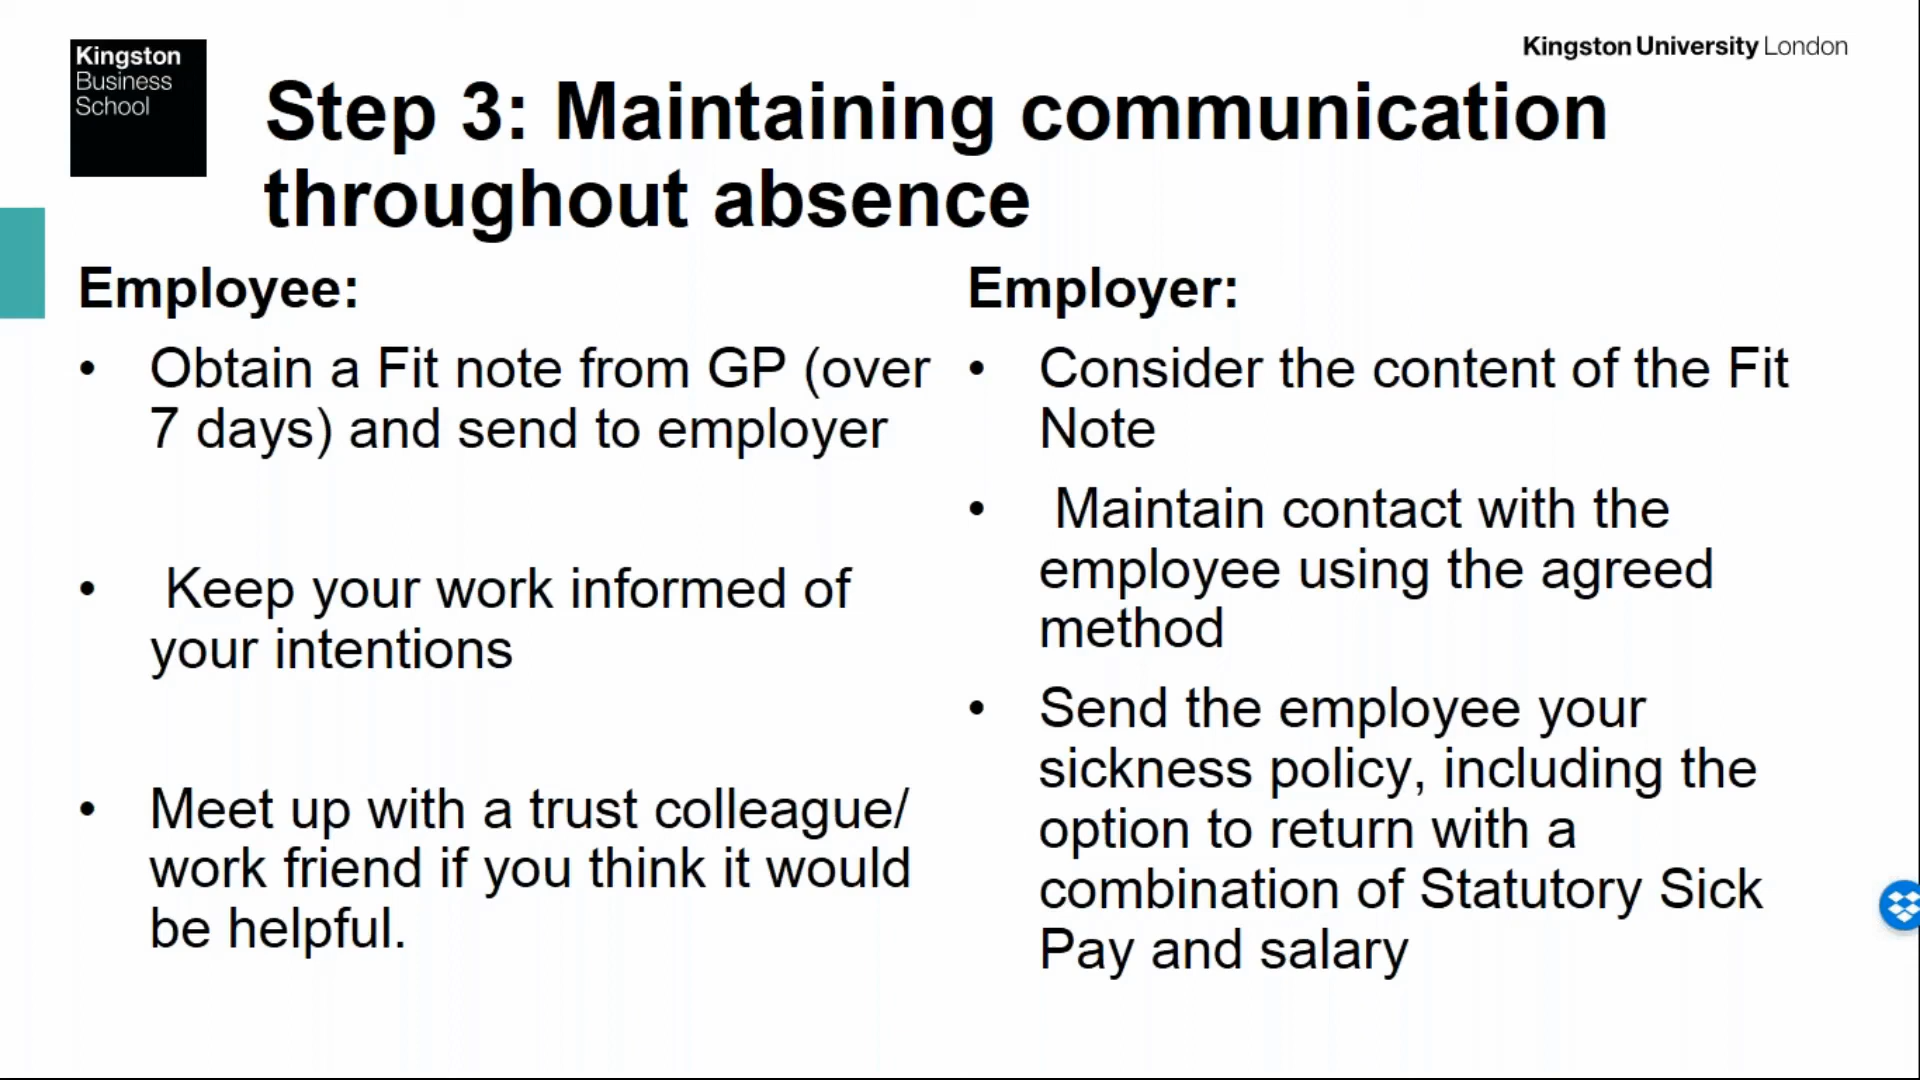 Kingston
Business
School
Kingston University London
Step 3: Maintaining communication
throughout absence
Employee:
• Obtain a Fit note from GP (over
7 days) and send to employer
• Keep your work informed of
your intentions
• Meet up with a trust colleague/
work friend if you think it would
be helpful.
Employer:
• Consider the content of the Fit
Note
• Maintain contact with the
employee using the agreed
method
• Send the employee your
sickness policy, including the
option to return with a
combination of Statutory Sick
Pay and salary